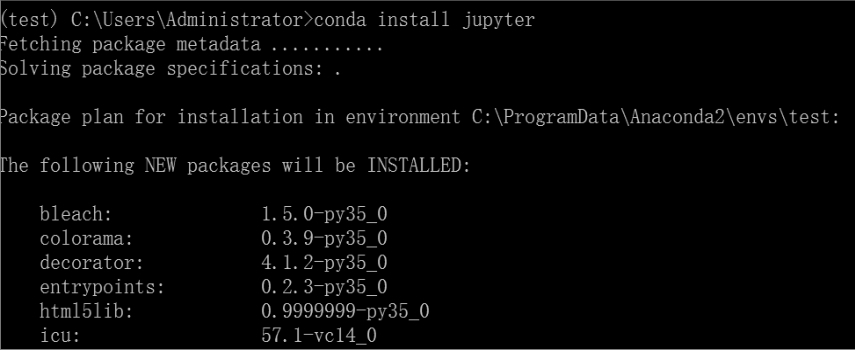 (test) C:\Users\Administrator>conda install jupyter
Fetching package metadata ...........
Solving package specifications: .
Package plan for installation in environment C:\ProgramData\Anaconda2\envs\test:
The following NEW packages will be INSTALLED:
bleach: 1.5.0-py35_0
colorama: 0.3.9-py35_0
decorator: 4.1.2-py35_0
entrypoints: 0.2.3-py35_0
html5lib: 0.9999999-py35_0
icu: 57.1-vc14_0